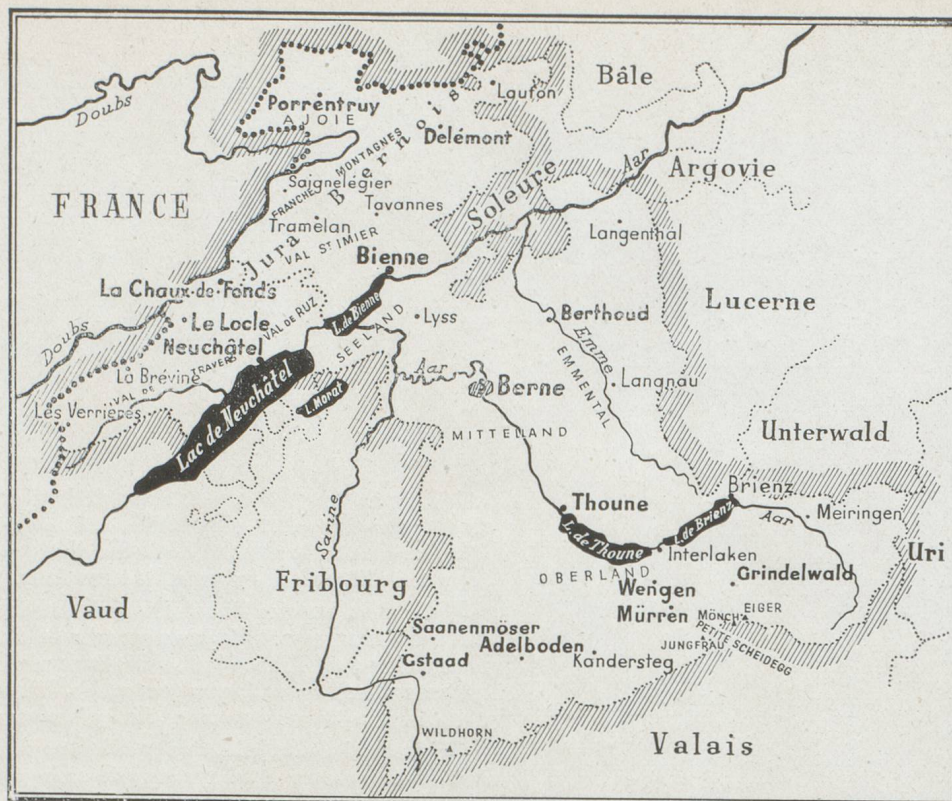 Bâle
Laufon
Doubs
Porrentruy
AJOIE
Delémont
Aar
Argovie
FRANCE
FRANCHES MONTAGNES
Saignelégier
Jura Bernois
Tavannes
Soleure
Tramelan
VAL St IMIER
Langenthal
Bienne
La Chaux-de-Fonds
L. de Bienne
Lucerne
Le Locle
VAL DE RUZ
Lyss
Berthoud
Doubs
Neuchâtel
SEELAND
Emme
La Brévine
VAL DE TRAVERS
Lac de Neuchâtel
Aar
EMMENTAL
Les Verrières
L. Morat
Berne
Langnau
MITTELLAND
Unterwald
Brienz
Thoune
L. de Brienz
Aar
Meiringen
Sarine
L. de Thoune
Interlaken
Uri
Fribourg
OBERLAND
Grindelwald
Wengen
Vaud
Mürren
MÖNCH
EIGER
Saanenmöser
Adelboden
JUNGFRAU
PETITE SCHEIDEGG
Gstaad
Kandersteg
WILDHORN
Valais